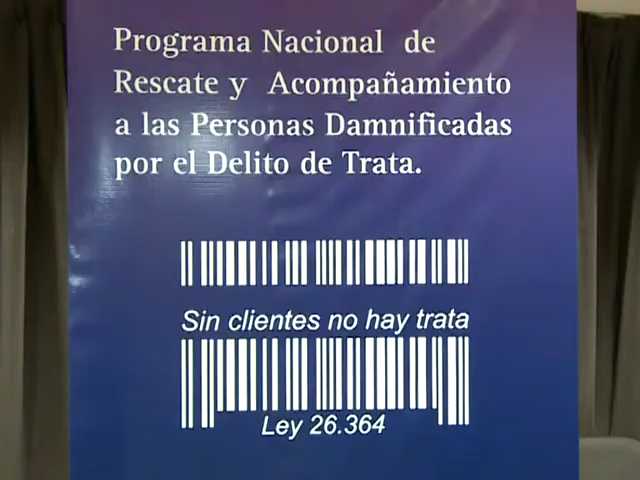 Programa Nacional de
Rescate y Acompañamiento
a las Personas Damnificadas
por el Delito de Trata.
Sin clientes no hay trata
Ley 26.364